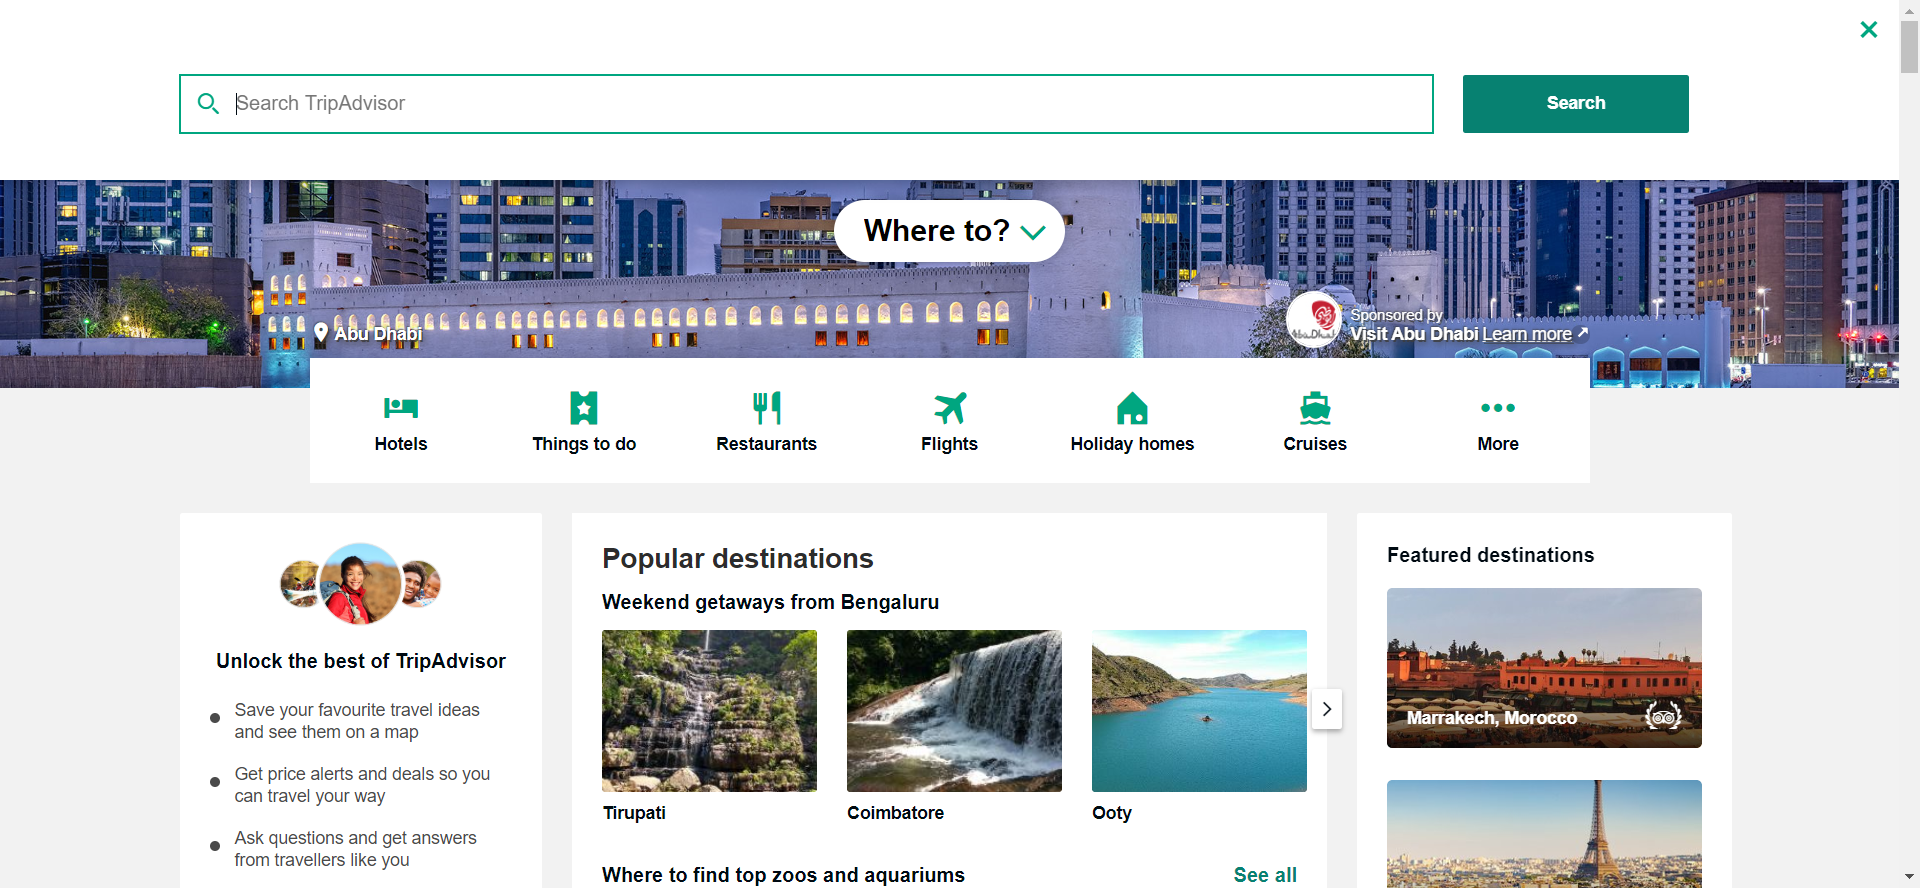 Search TripAdvisor
Search
Where to?
Abu Dhabi
Sponsored by
Visit Abu Dhabi Learn more
Hotels
Things to do
Restaurants
Flights
Holiday homes
Cruises
More
Unlock the best of TripAdvisor
Save your favourite travel ideas
and see them on a map
Get price alerts and deals so you
can travel your way
Ask questions and get answers
from travellers like you
Popular destinations
Weekend getaways from Bengaluru
Tirupati
Coimbatore
Ooty
Where to find top zoos and aquariums
See all
Featured destinations
Marrakech, Morocco